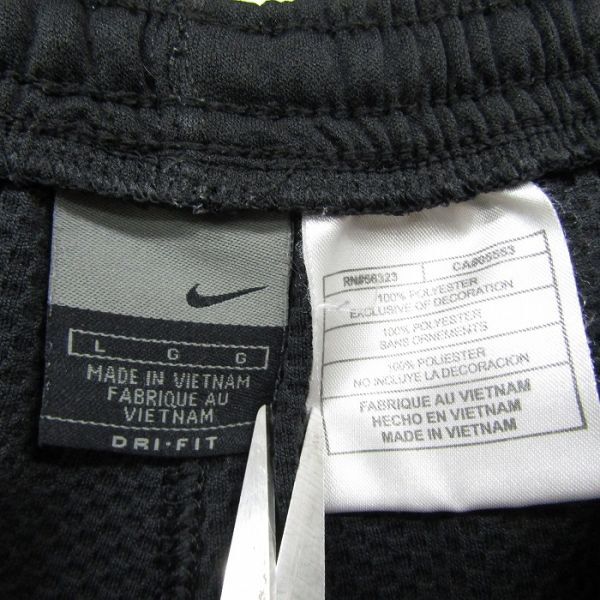 L G G
MADE IN VIETNAM
FABRIQUE AU
VIETNAM
DRI-FIT
RN#56323 CA#05553
100% POLYESTER
EXCLUSIVE OF DECORATION
100% POLYESTER
SANS ORNEMENTS
100% POLIESTER
NO INCLUYE LA DECORACION
FABRIQUE AU VIETNAM
HECHO EN VIETNAM
MADE IN VIETNAM